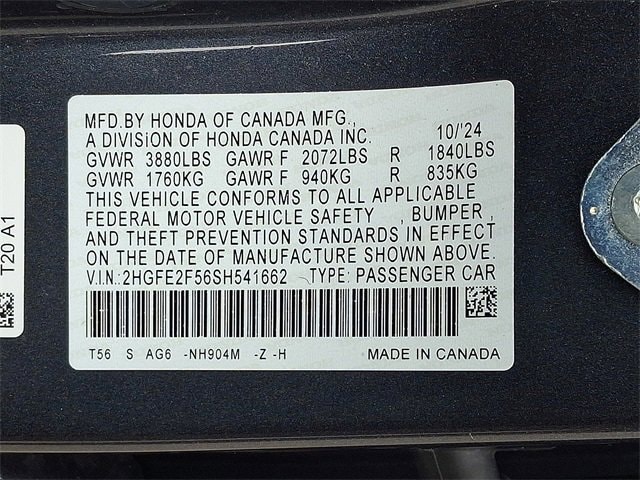 MFD.BY HONDA OF CANADA MFG.,
A DIVISION OF HONDA CANADA INC. 10/'24
GVWR 3880LBS GAWR F 2072LBS R 1840LBS
GVWR 1760KG GAWR F 940KG R 835KG
THIS VEHICLE CONFORMS TO ALL APPLICABLE
FEDERAL MOTOR VEHICLE SAFETY , BUMPER ,
AND THEFT PREVENTION STANDARDS IN EFFECT
ON THE DATE OF MANUFACTURE SHOWN ABOVE.
V.I.N:2HGFE2F56SH541662 TYPE: PASSENGER CAR
T56 S AG6 -NH904M -Z -H MADE IN CANADA
T20 A1